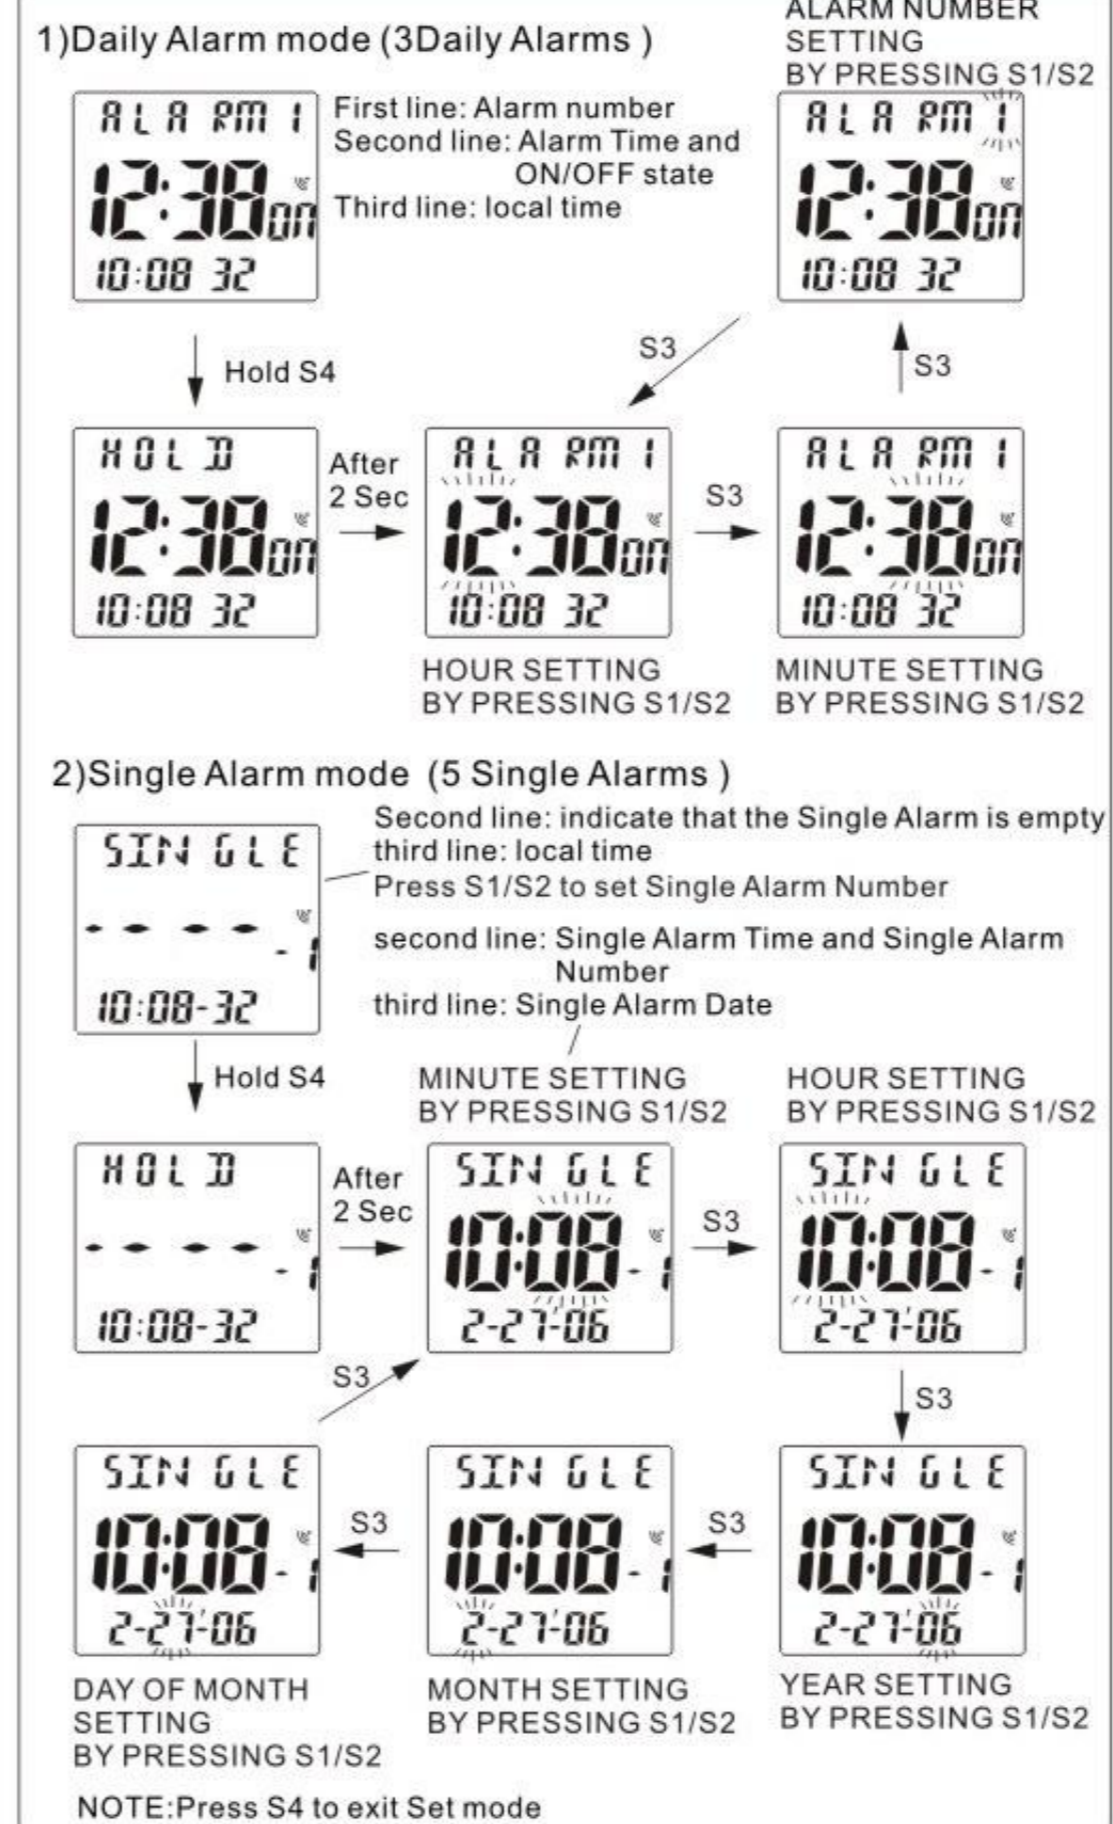 ALARM NUMBER
SETTING
BY PRESSING S1/S2
1)Daily Alarm mode (3Daily Alarms )
ALARM 1
12:38 on
10:08 32
First line: Alarm number
Second line: Alarm Time and
ON/OFF state
Third line: local time
ALARM 1
12:38 on
10:08 32
Hold S4
S3
S3
HOLD
12:38 on
10:08 32
After
2 Sec
ALARM 1
12:38 on
10:08 32
S3
ALARM 1
12:38 on
10:08 32
HOUR SETTING
BY PRESSING S1/S2
MINUTE SETTING
BY PRESSING S1/S2
2)Single Alarm mode (5 Single Alarms )
SINGLE
- - - - -1
10:08-32
Second line: indicate that the Single Alarm is empty
third line: local time
Press S1/S2 to set Single Alarm Number
second line: Single Alarm Time and Single Alarm
Number
third line: Single Alarm Date
Hold S4
MINUTE SETTING
BY PRESSING S1/S2
HOUR SETTING
BY PRESSING S1/S2
HOLD
- - - - -1
10:08-32
After
2 Sec
SINGLE
10:08 -1
2-27'-06
S3
SINGLE
10:08 -1
2-27'-06
S3
S3
SINGLE
10:08 -1
2-27'-06
S3
SINGLE
10:08 -1
2-27'-06
S3
SINGLE
10:08 -1
2-27'-06
DAY OF MONTH
SETTING
BY PRESSING S1/S2
MONTH SETTING
BY PRESSING S1/S2
YEAR SETTING
BY PRESSING S1/S2
NOTE:Press S4 to exit Set mode